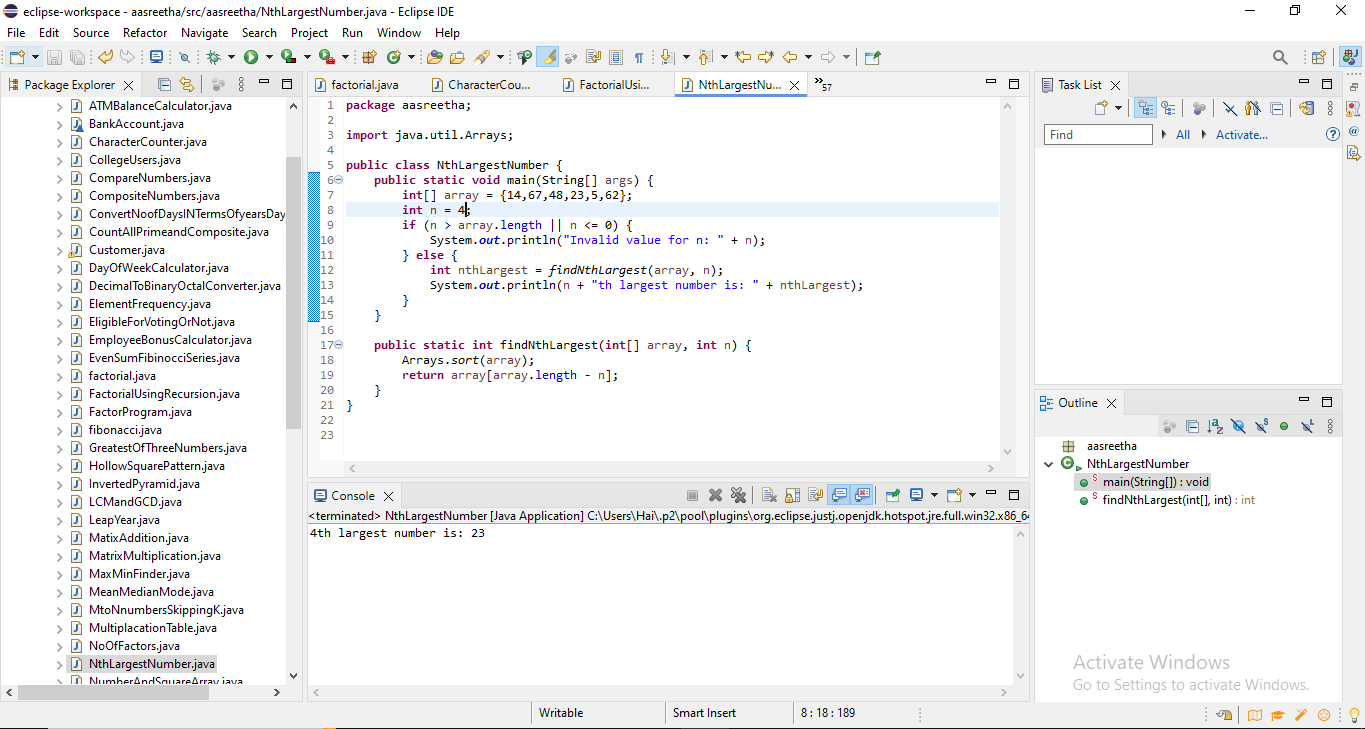 eclipse-workspace - aasreetha/src/aasreetha/NthLargestNumber.java - Eclipse IDE
File Edit Source Refactor Navigate Search Project Run Window Help
Package Explorer
ATMBalanceCalculator.java
BankAccount.java
CharacterCounter.java
CollegeUsers.java
CompareNumbers.java
CompositeNumbers.java
ConvertNoofDaysINTermsOfyearsDay
CountAllPrimeandComposite.java
Customer.java
DayOfWeekCalculator.java
DecimalToBinaryOctalConverter.java
ElementFrequency.java
EligibleForVotingOrNot.java
EmployeeBonusCalculator.java
EvenSumFibinocciSeries.java
factorial.java
FactorialUsingRecursion.java
FactorProgram.java
fibonacci.java
GreatestOfThreeNumbers.java
HollowSquarePattern.java
InvertedPyramid.java
LCMandGCD.java
LeapYear.java
MatixAddition.java
MatrixMultiplication.java
MaxMinFinder.java
MeanMedianMode.java
MtoNnumbersSkippingK.java
MultiplacationTable.java
NoOfFactors.java
NthLargestNumber.java
NumberAndSquareArray.java
factorial.java CharacterCou... FactorialUsi... NthLargestNu... »57
1 package aasreetha;
2
3 import java.util.Arrays;
4
5 public class NthLargestNumber {
6 public static void main(String[] args) {
7 int[] array = {14,67,48,23,5,62};
8 int n = 4;
9 if (n > array.length || n <= 0) {
10 System.out.println("Invalid value for n: " + n);
11 } else {
12 int nthLargest = findNthLargest(array, n);
13 System.out.println(n + "th largest number is: " + nthLargest);
14 }
15 }
16
17 public static int findNthLargest(int[] array, int n) {
18 Arrays.sort(array);
19 return array[array.length - n];
20 }
21 }
22
23
Console
<terminated> NthLargestNumber [Java Application] C:\Users\Hai\.p2\pool\plugins\org.eclipse.justj.openjdk.hotspot.jre.full.win32.x86_64
4th largest number is: 23
Task List
Find All Activate...
Outline
aasreetha
NthLargestNumber
main(String[]) : void
findNthLargest(int[], int) : int
Activate Windows
Go to Settings to activate Windows.
Writable Smart Insert 8 : 18 : 189